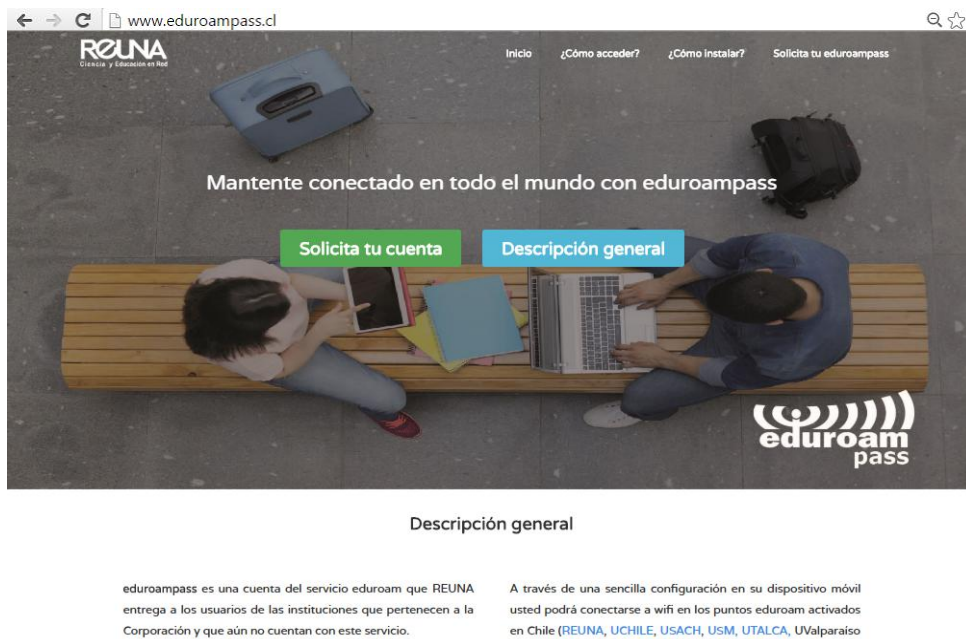 www.eduroampass.cl
REUNA
Ciencia y Educación en Red
Inicio ¿Cómo acceder? ¿Cómo instalar? Solicita tu eduroampass
Mantente conectado en todo el mundo con eduroampass
Solicita tu cuenta Descripción general
eduroam
pass
Descripción general
eduroampass es una cuenta del servicio eduroam que REUNA
entrega a los usuarios de las instituciones que pertenecen a la
Corporación y que aún no cuentan con este servicio.
A través de una sencilla configuración en su dispositivo móvil
usted podrá conectarse a wifi en los puntos eduroam activados
en Chile (REUNA, UCHILE, USACH, USM, UTALCA, UValparaíso